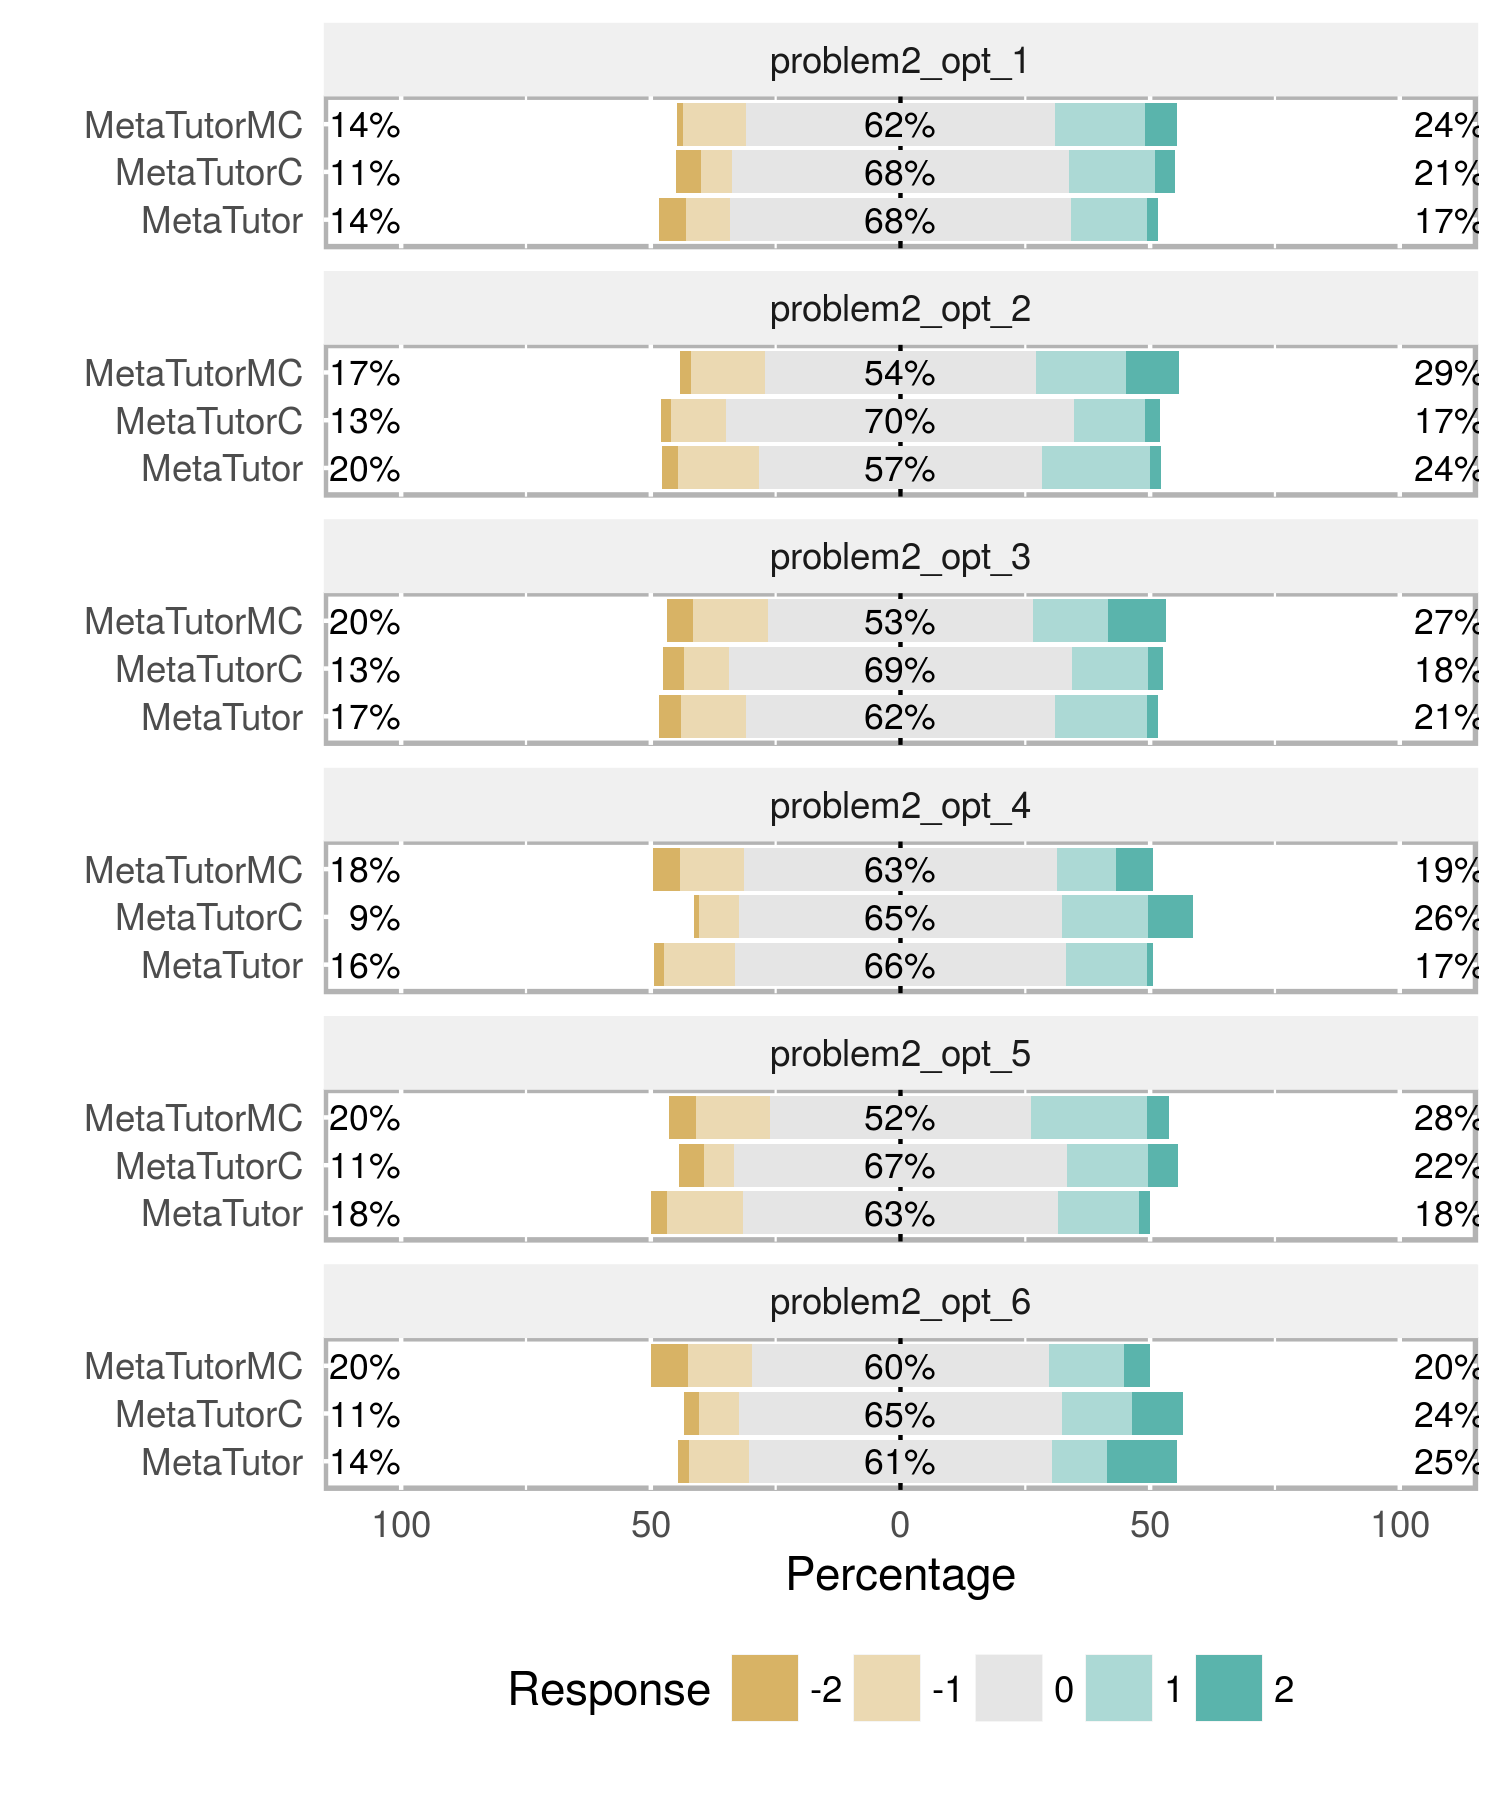 problem2_opt_1
MetaTutorMC 14% 62% 24%
MetaTutorC 11% 68% 21%
MetaTutor 14% 68% 17%
problem2_opt_2
MetaTutorMC 17% 54% 29%
MetaTutorC 13% 70% 17%
MetaTutor 20% 57% 24%
problem2_opt_3
MetaTutorMC 20% 53% 27%
MetaTutorC 13% 69% 18%
MetaTutor 17% 62% 21%
problem2_opt_4
MetaTutorMC 18% 63% 19%
MetaTutorC 9% 65% 26%
MetaTutor 16% 66% 17%
problem2_opt_5
MetaTutorMC 20% 52% 28%
MetaTutorC 11% 67% 22%
MetaTutor 18% 63% 18%
problem2_opt_6
MetaTutorMC 20% 60% 20%
MetaTutorC 11% 65% 24%
MetaTutor 14% 61% 25%
100 50 0 50 100
Percentage
Response -2 -1 0 1 2